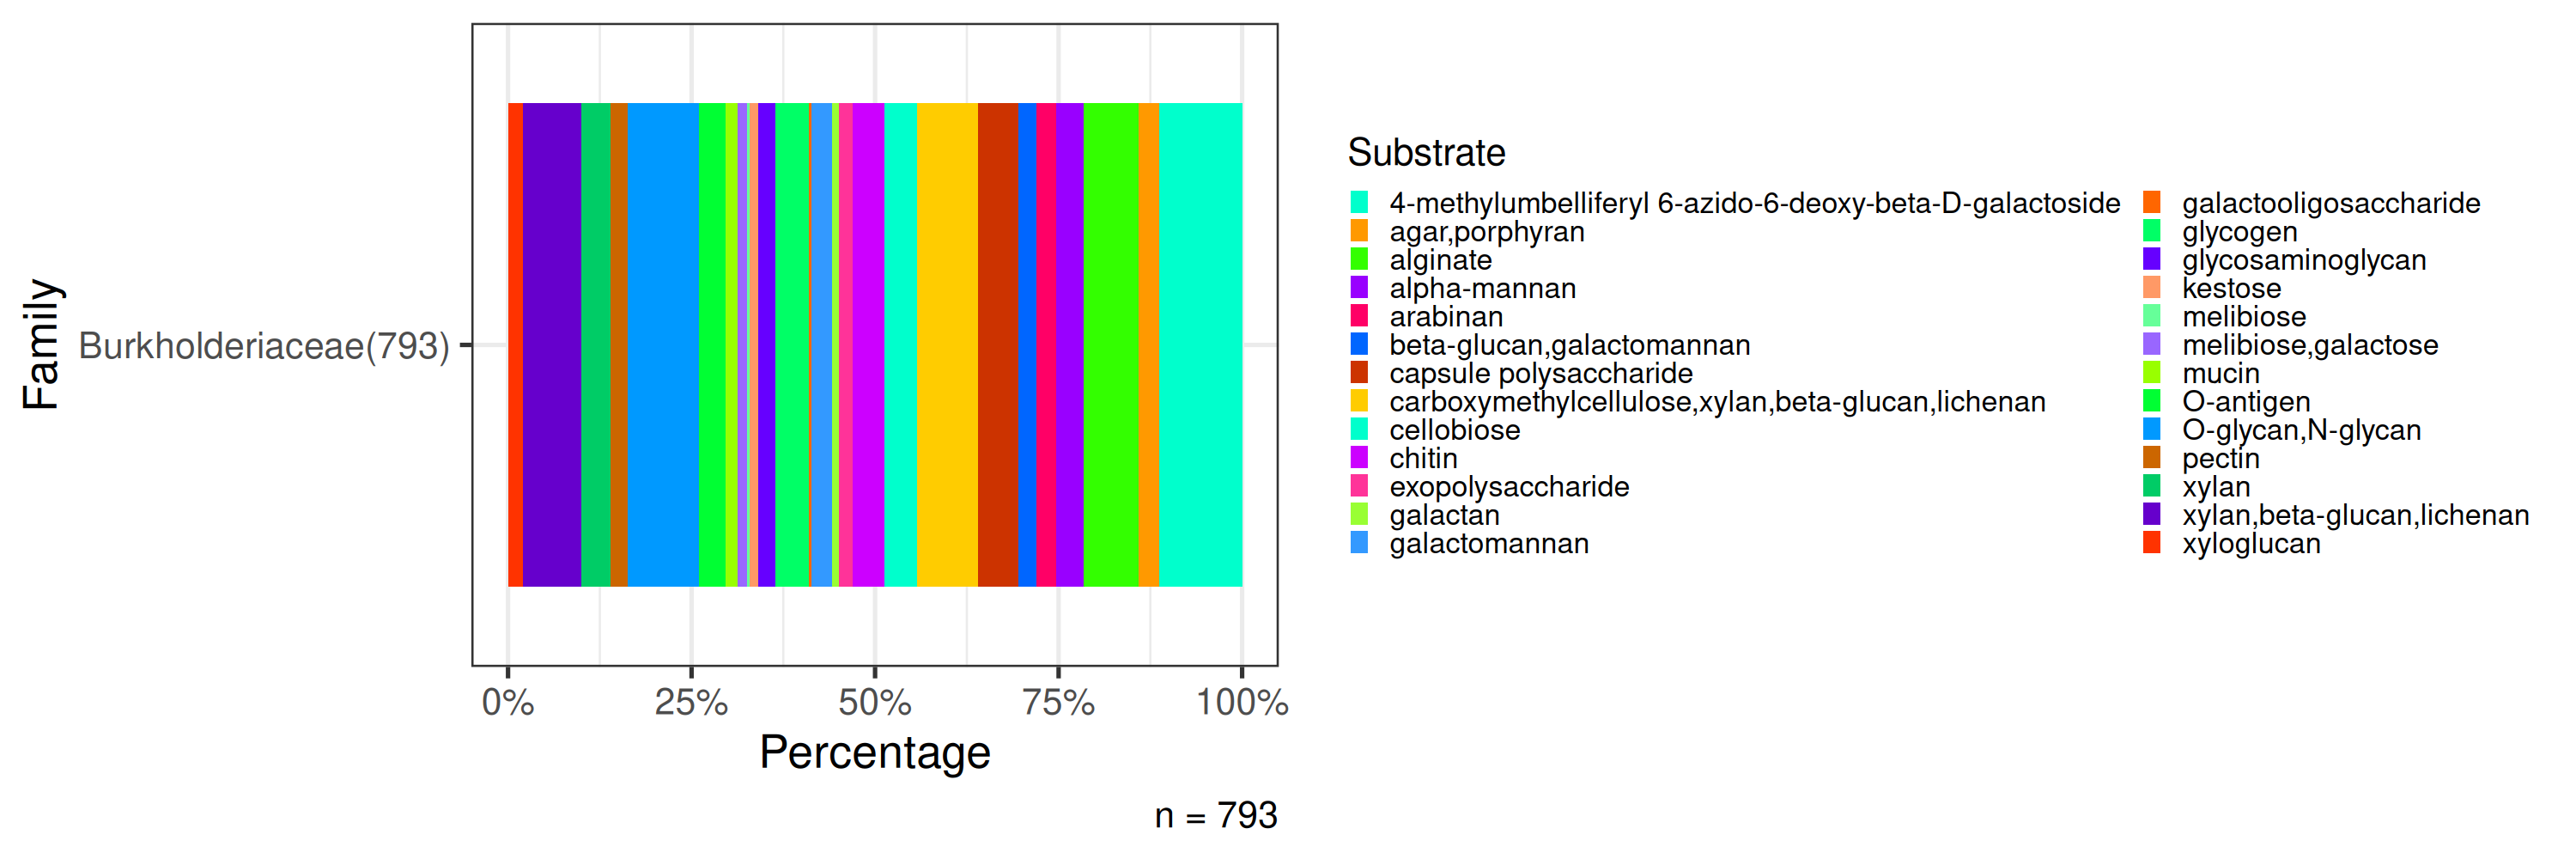 Family
Burkholderiaceae(793)
0% 25% 50% 75% 100%
Percentage
n = 793
Substrate
4-methylumbelliferyl 6-azido-6-deoxy-beta-D-galactoside
agar,porphyran
alginate
alpha-mannan
arabinan
beta-glucan,galactomannan
capsule polysaccharide
carboxymethylcellulose,xylan,beta-glucan,lichenan
cellobiose
chitin
exopolysaccharide
galactan
galactomannan
galactooligosaccharide
glycogen
glycosaminoglycan
kestose
melibiose
melibiose,galactose
mucin
O-antigen
O-glycan,N-glycan
pectin
xylan
xylan,beta-glucan,lichenan
xyloglucan